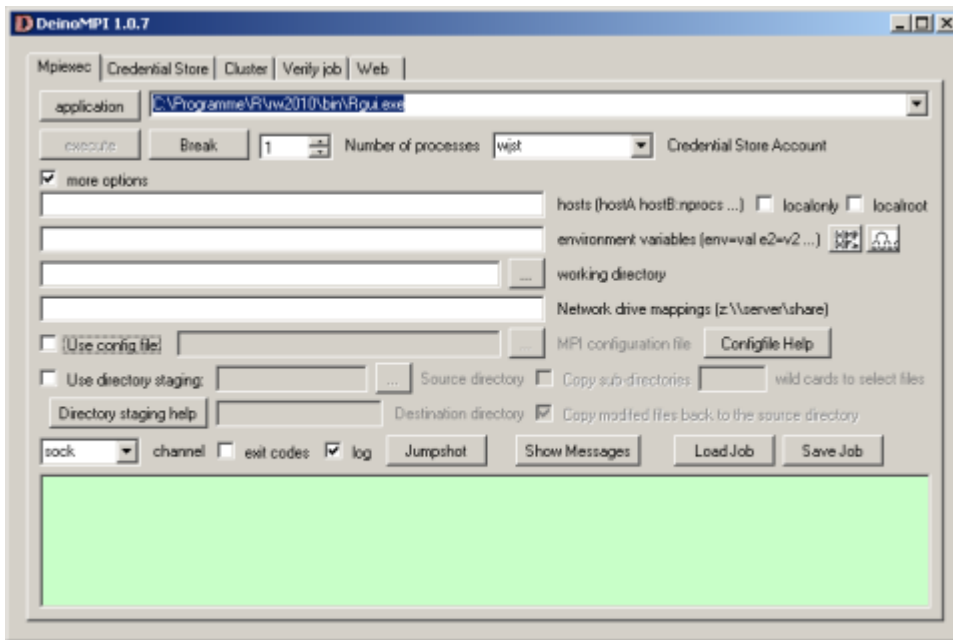 DeinoMPI 1.0.7
Mpiexec Credential Store Cluster Verify job Web
application C:\Programme\R\rw2010\bin\Rgui.exe
execute Break 1 Number of processes wjst Credential Store Account
more options
hosts (hostA hostB:nprocs ...) localonly localroot
environment variables (env=val e2=v2 ...)
... working directory
Network drive mappings (z:\\server\share)
Use config file: ... MPI configuration file Configfile Help
Use directory staging: ... Source directory Copy sub-directories wild cards to select files
Directory staging help Destination directory Copy modifed files back to the source directory
sock channel exit codes log Jumpshot Show Messages Load Job Save Job